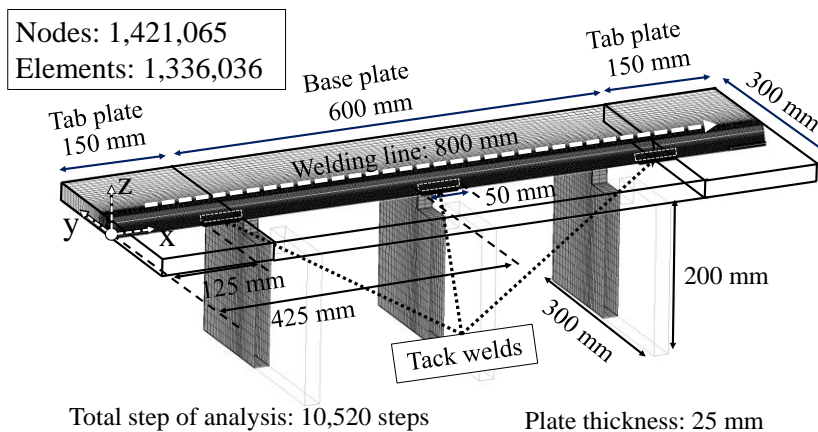 Nodes: 1,421,065
Elements: 1,336,036
Tab plate
150 mm
Base plate
600 mm
Tab plate
150 mm
300 mm
Welding line: 800 mm
z
y
x
50 mm
125 mm
425 mm
200 mm
300 mm
Tack welds
Total step of analysis: 10,520 steps
Plate thickness: 25 mm